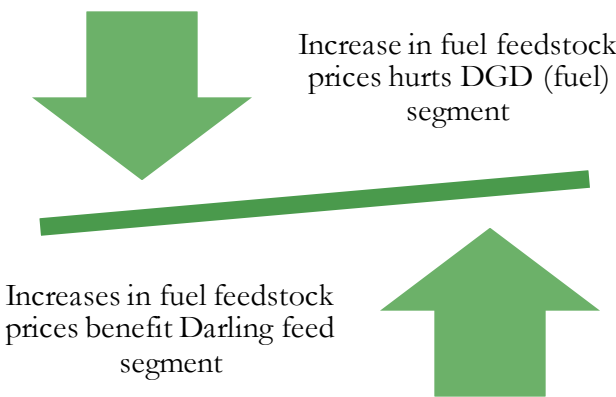 Increase in fuel feedstock
prices hurts DGD (fuel)
segment
Increases in fuel feedstock
prices benefit Darling feed
segment